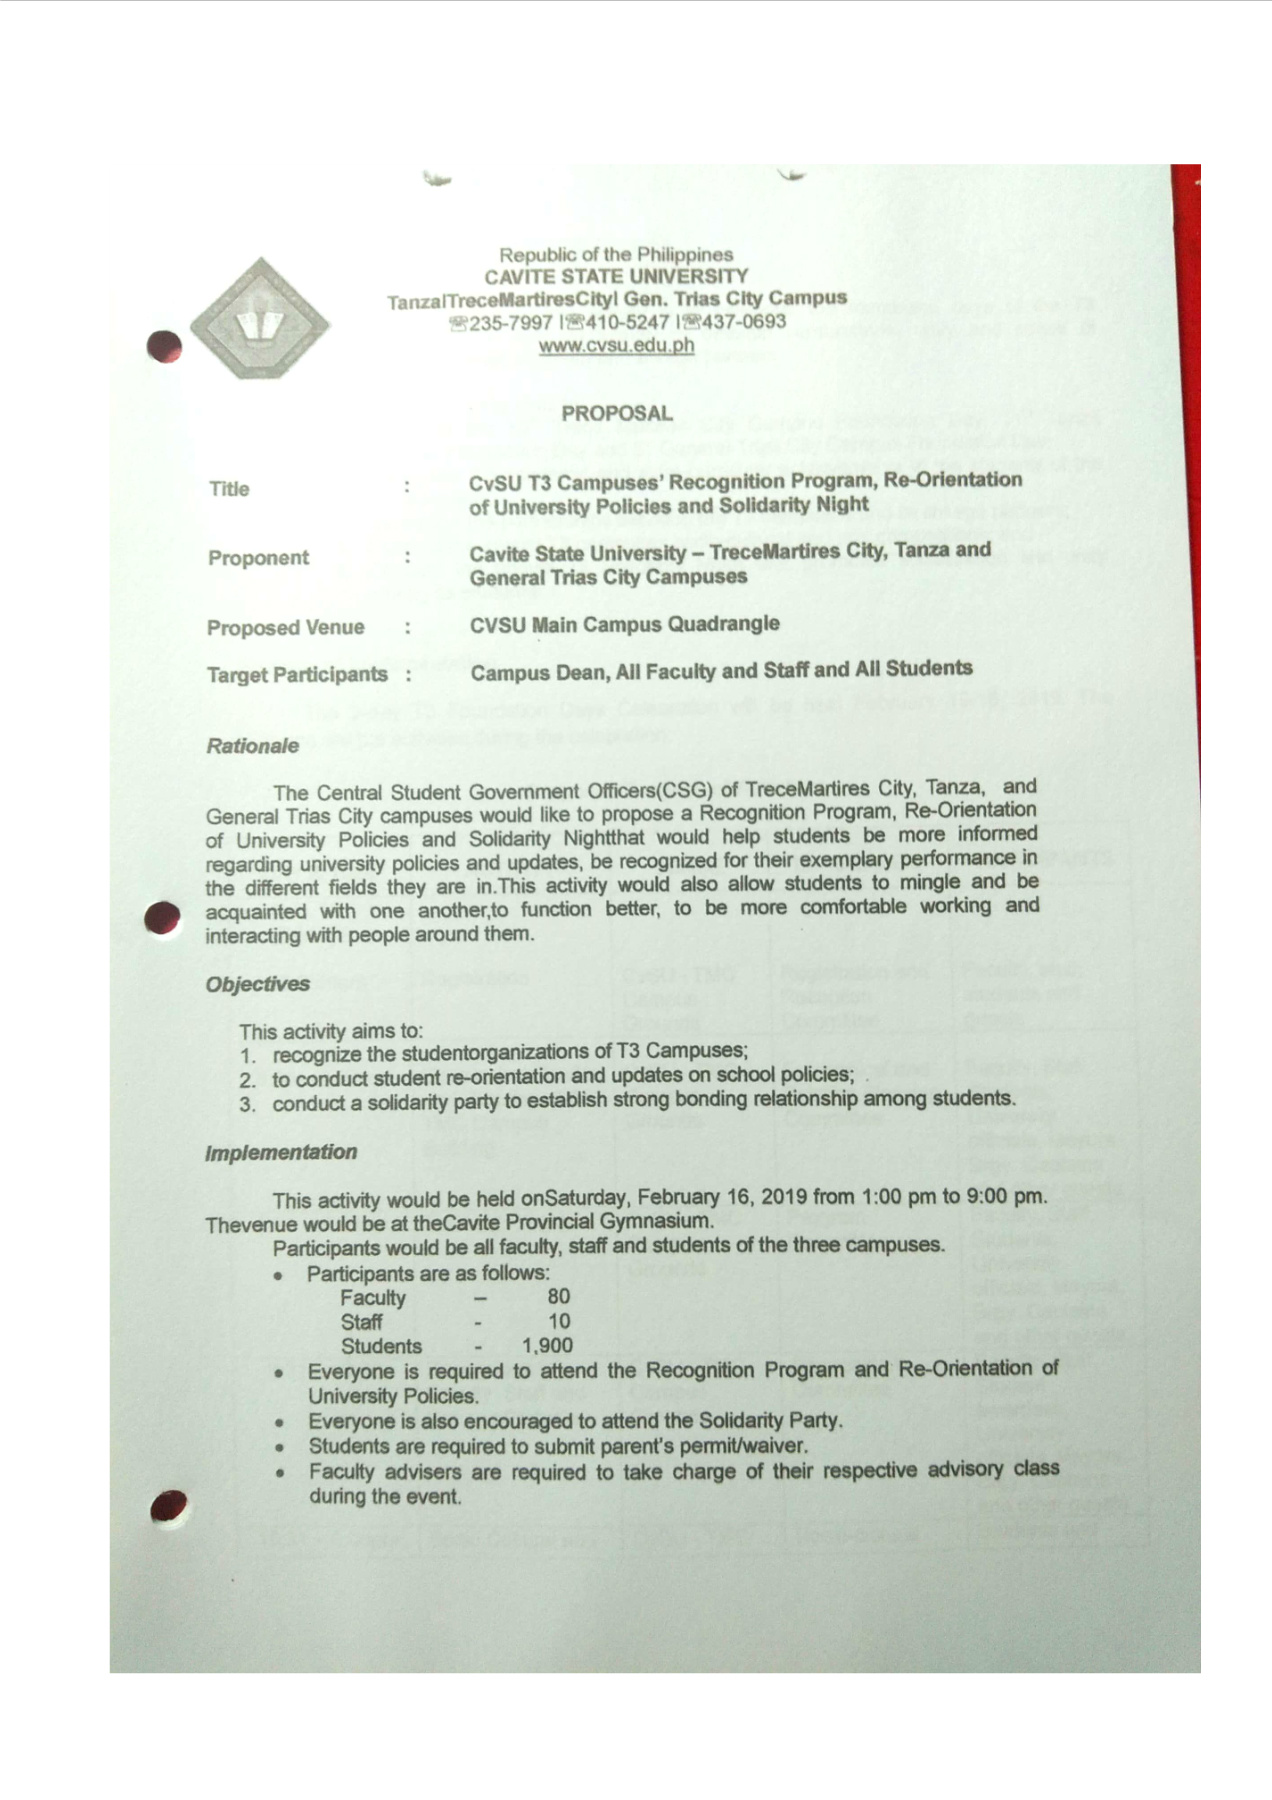 Republic of the Philippines
CAVITE STATE UNIVERSITY
Tanza|TreceMartiresCity| Gen. Trias City Campus
☏235-7997 |☏410-5247 |☏437-0693
www.cvsu.edu.ph
PROPOSAL
Title : CvSU T3 Campuses' Recognition Program, Re-Orientation
of University Policies and Solidarity Night
Proponent : Cavite State University – TreceMartires City, Tanza and
General Trias City Campuses
Proposed Venue : CVSU Main Campus Quadrangle
Target Participants : Campus Dean, All Faculty and Staff and All Students
Rationale
The Central Student Government Officers(CSG) of TreceMartires City, Tanza, and
General Trias City campuses would like to propose a Recognition Program, Re-Orientation
of University Policies and Solidarity Nightthat would help students be more informed
regarding university policies and updates, be recognized for their exemplary performance in
the different fields they are in.This activity would also allow students to mingle and be
acquainted with one another,to function better, to be more comfortable working and
interacting with people around them.
Objectives
This activity aims to:
1. recognize the studentorganizations of T3 Campuses;
2. to conduct student re-orientation and updates on school policies;
3. conduct a solidarity party to establish strong bonding relationship among students.
Implementation
This activity would be held onSaturday, February 16, 2019 from 1:00 pm to 9:00 pm.
Thevenue would be at theCavite Provincial Gymnasium.
Participants would be all faculty, staff and students of the three campuses.
• Participants are as follows:
Faculty – 80
Staff - 10
Students - 1,900
• Everyone is required to attend the Recognition Program and Re-Orientation of
University Policies.
• Everyone is also encouraged to attend the Solidarity Party.
• Students are required to submit parent's permit/waiver.
• Faculty advisers are required to take charge of their respective advisory class
during the event.